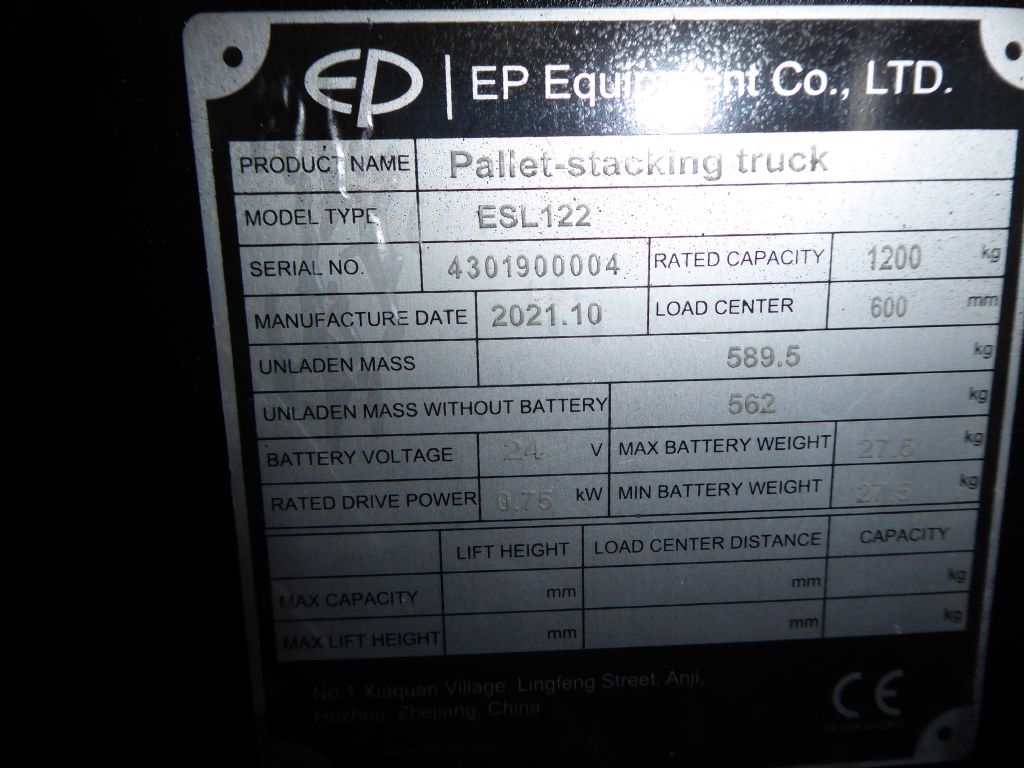 EP | EP Equipment Co., LTD.
PRODUCT NAME Pallet-stacking truck
MODEL TYPE ESL122
SERIAL NO. 4301900004 RATED CAPACITY 1200 kg
MANUFACTURE DATE 2021.10 LOAD CENTER 600 mm
UNLADEN MASS 589.5 kg
UNLADEN MASS WITHOUT BATTERY 562 kg
BATTERY VOLTAGE 24 V MAX BATTERY WEIGHT 27.5 kg
RATED DRIVE POWER 0.75 kW MIN BATTERY WEIGHT 27.5 kg
LIFT HEIGHT LOAD CENTER DISTANCE CAPACITY
MAX CAPACITY mm mm kg
MAX LIFT HEIGHT mm mm kg
No.1 Xiaquan Village, Lingfeng Street, Anji,
Huzhou, Zhejiang, China
CE